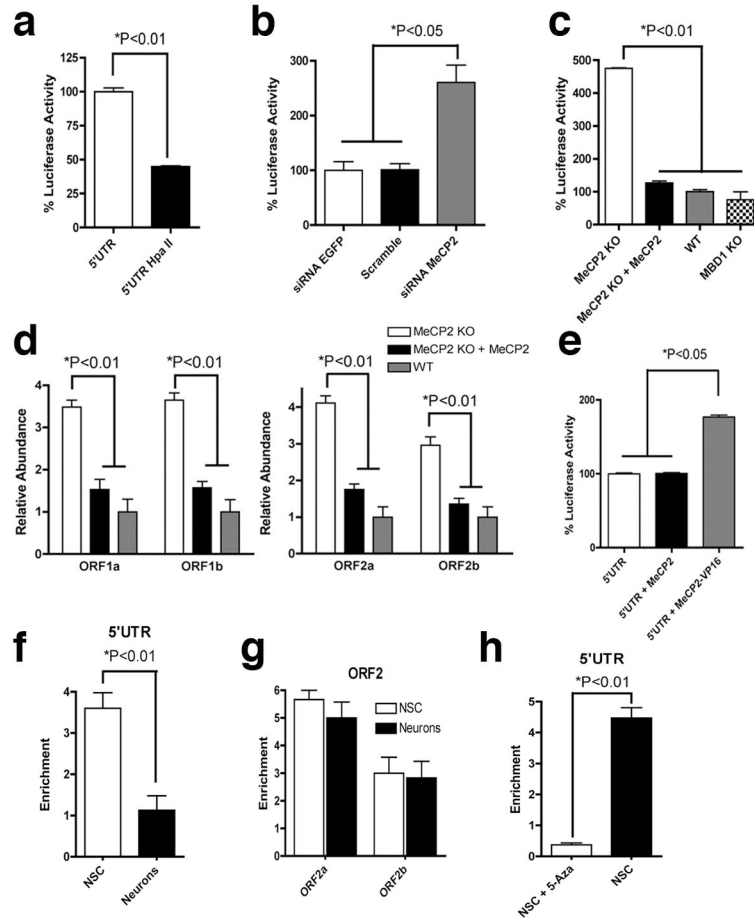 a
*P<0.01
% Luciferase Activity
125
100
75
50
25
0
5'UTR
5'UTR Hpa II
b
*P<0.05
% Luciferase Activity
300
200
100
0
siRNA EGFP
Scramble
siRNA MeCP2
c
*P<0.01
% Luciferase Activity
500
400
300
200
100
0
MeCP2 KO
MeCP2 KO + MeCP2
WT
MBD1 KO
d
MeCP2 KO
MeCP2 KO + MeCP2
WT
*P<0.01
*P<0.01
Relative Abundance
4
3
2
1
0
ORF1a
ORF1b
*P<0.01
*P<0.01
Relative Abundance
4
3
2
1
0
ORF2a
ORF2b
e
*P<0.05
% Luciferase Activity
200
100
0
5'UTR
5'UTR + MeCP2
5'UTR + MeCP2-VP16
f
5'UTR
*P<0.01
Enrichment
4
3
2
1
0
NSC
Neurons
g
ORF2
NSC
Neurons
Enrichment
6
5
4
3
2
1
0
ORF2a
ORF2b
h
5'UTR
*P<0.01
Enrichment
5
4
3
2
1
0
NSC + 5-Aza
NSC